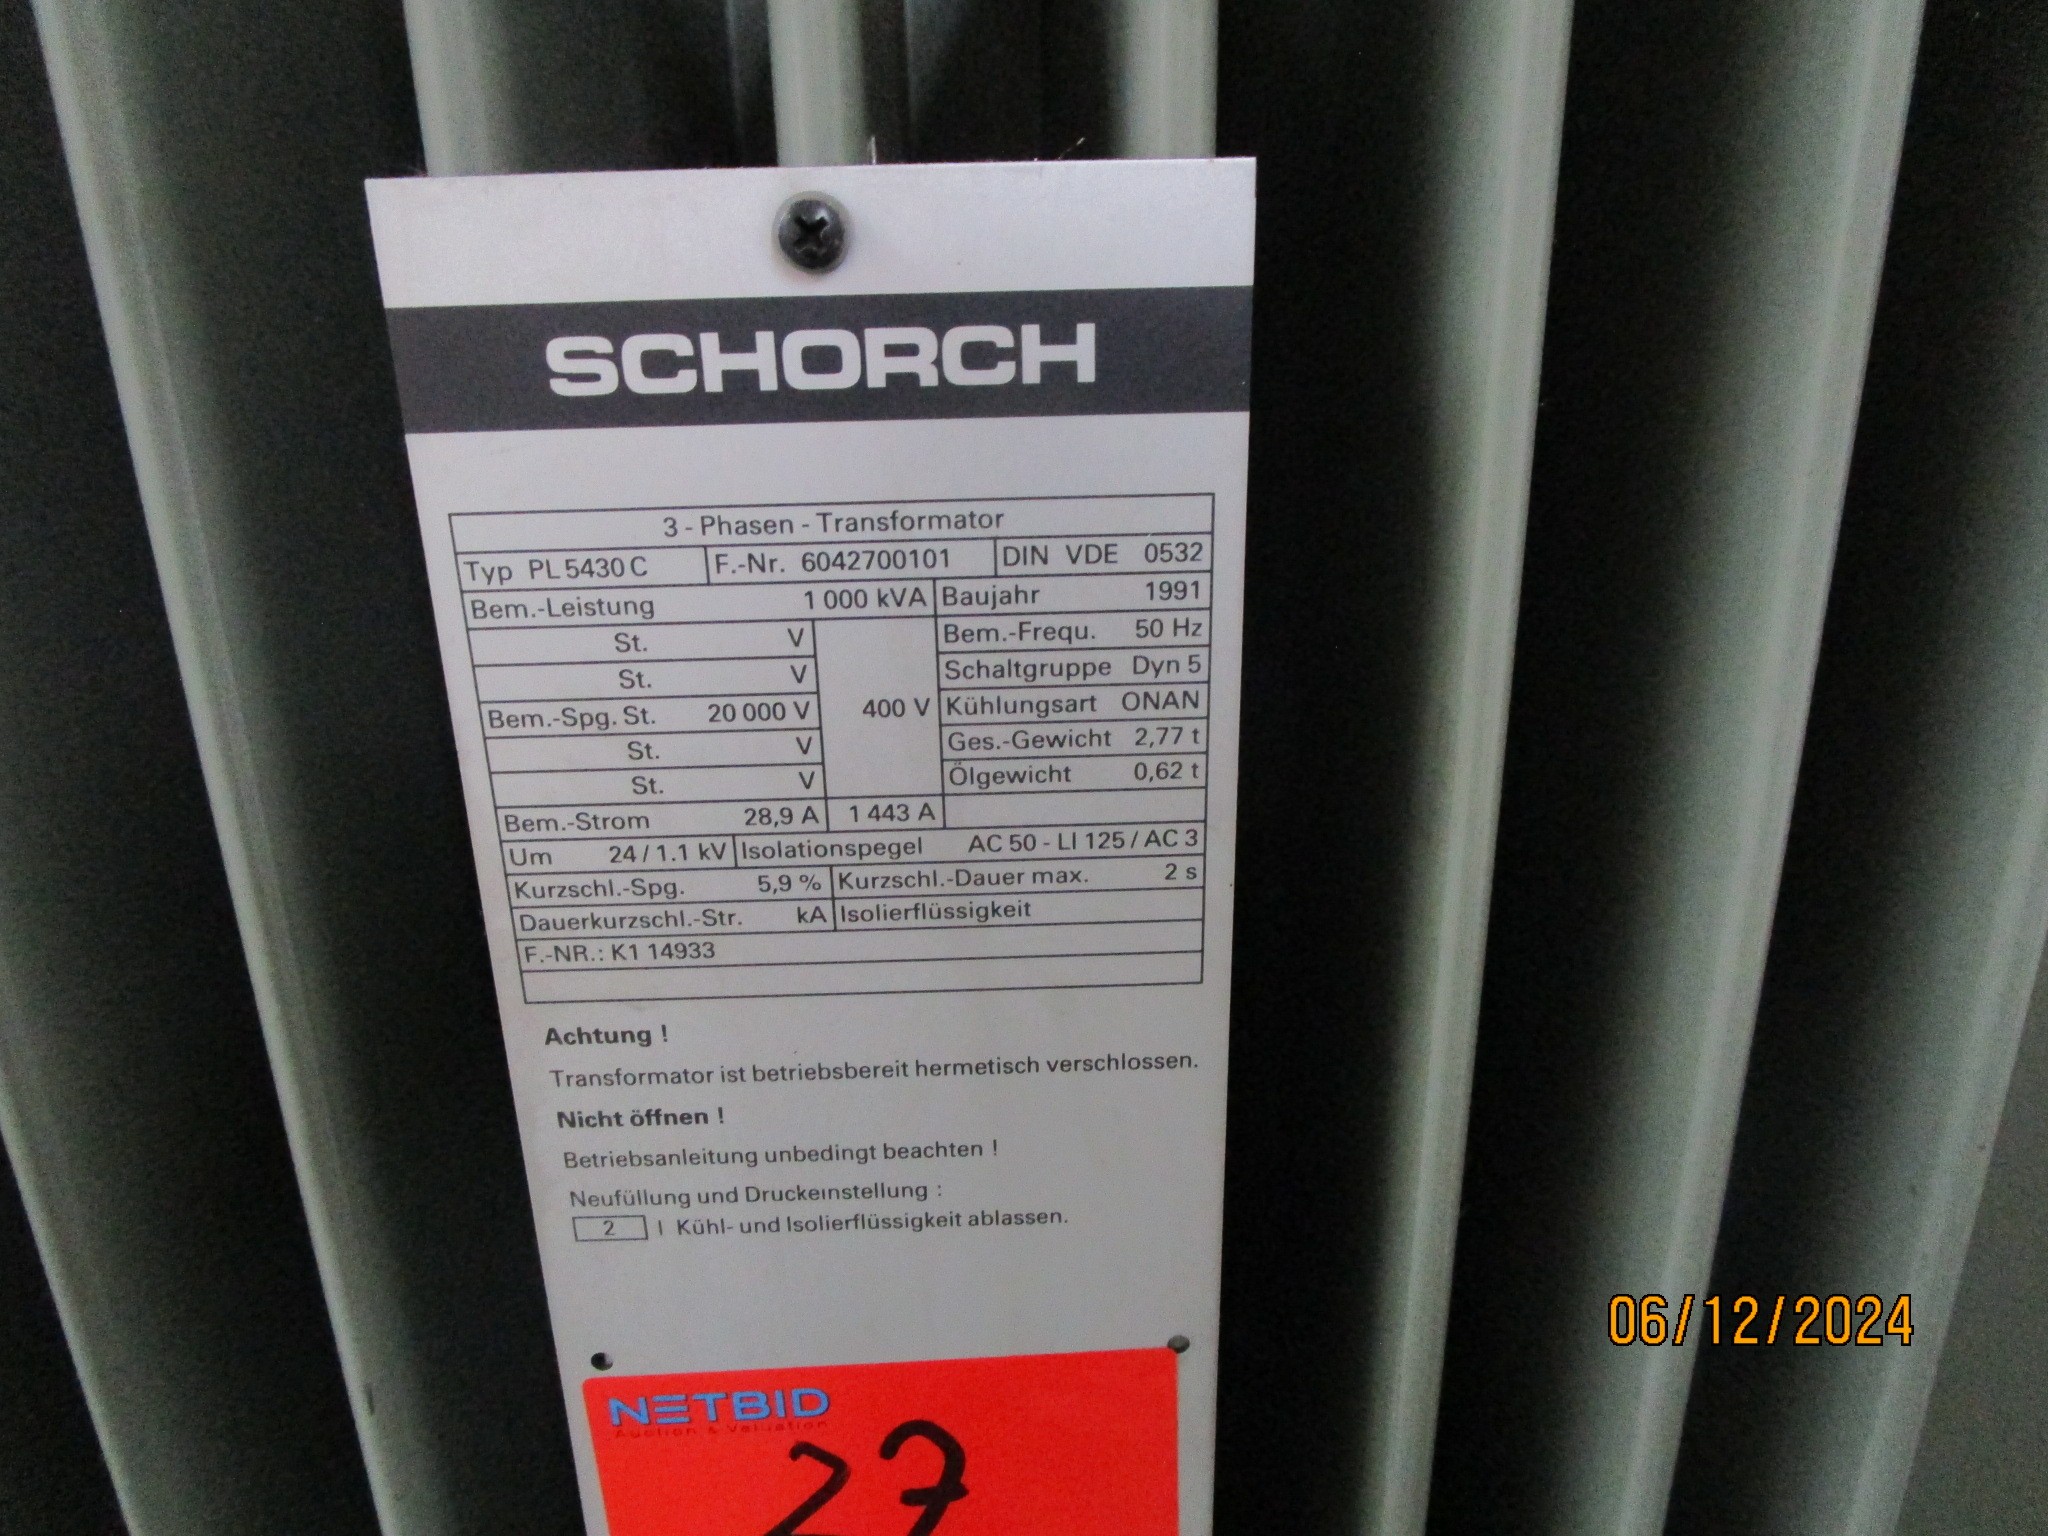 SCHORCH
3 - Phasen - Transformator
Typ PL 5430 C F.-Nr. 6042700101 DIN VDE 0532
Bem.-Leistung 1 000 kVA Baujahr 1991
St. V Bem.-Frequ. 50 Hz
St. V Schaltgruppe Dyn 5
Bem.-Spg. St. 20 000 V 400 V Kühlungsart ONAN
St. V Ges.-Gewicht 2,77 t
St. V Ölgewicht 0,62 t
Bem.-Strom 28,9 A 1 443 A
Um 24 / 1.1 kV Isolationspegel AC 50 - LI 125 / AC 3
Kurzschl.-Spg. 5,9 % Kurzschl.-Dauer max. 2 s
Dauerkurzschl.-Str. kA Isolierflüssigkeit
F.-NR.: K1 14933
Achtung !
Transformator ist betriebsbereit hermetisch verschlossen.
Nicht öffnen !
Betriebsanleitung unbedingt beachten !
Neufüllung und Druckeinstellung :
2 l Kühl- und Isolierflüssigkeit ablassen.
06/12/2024
NETBID
Auction & Valuation
27